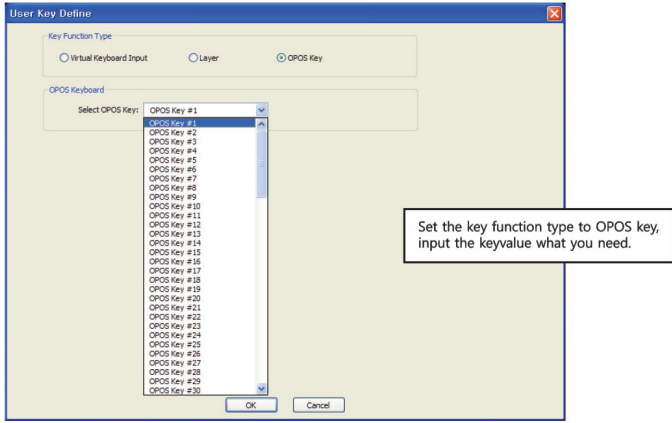 User Key Define
Key Function Type
Virtual Keyboard Input
Layer
OPOS Key
OPOS Keyboard
Select OPOS Key:
OPOS Key #1
OPOS Key #1
OPOS Key #2
OPOS Key #3
OPOS Key #4
OPOS Key #5
OPOS Key #6
OPOS Key #7
OPOS Key #8
OPOS Key #9
OPOS Key #10
OPOS Key #11
OPOS Key #12
OPOS Key #13
OPOS Key #14
OPOS Key #15
OPOS Key #16
OPOS Key #17
OPOS Key #18
OPOS Key #19
OPOS Key #20
OPOS Key #21
OPOS Key #22
OPOS Key #23
OPOS Key #24
OPOS Key #25
OPOS Key #26
OPOS Key #27
OPOS Key #28
OPOS Key #29
OPOS Key #30
Set the key function type to OPOS key,
input the keyvalue what you need.
OK
Cancel